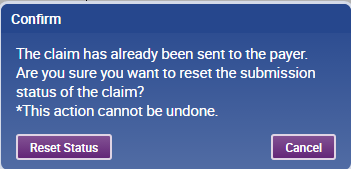 Confirm
The claim has already been sent to the payer.
Are you sure you want to reset the submission
status of the claim?
*This action cannot be undone.
Reset Status
Cancel